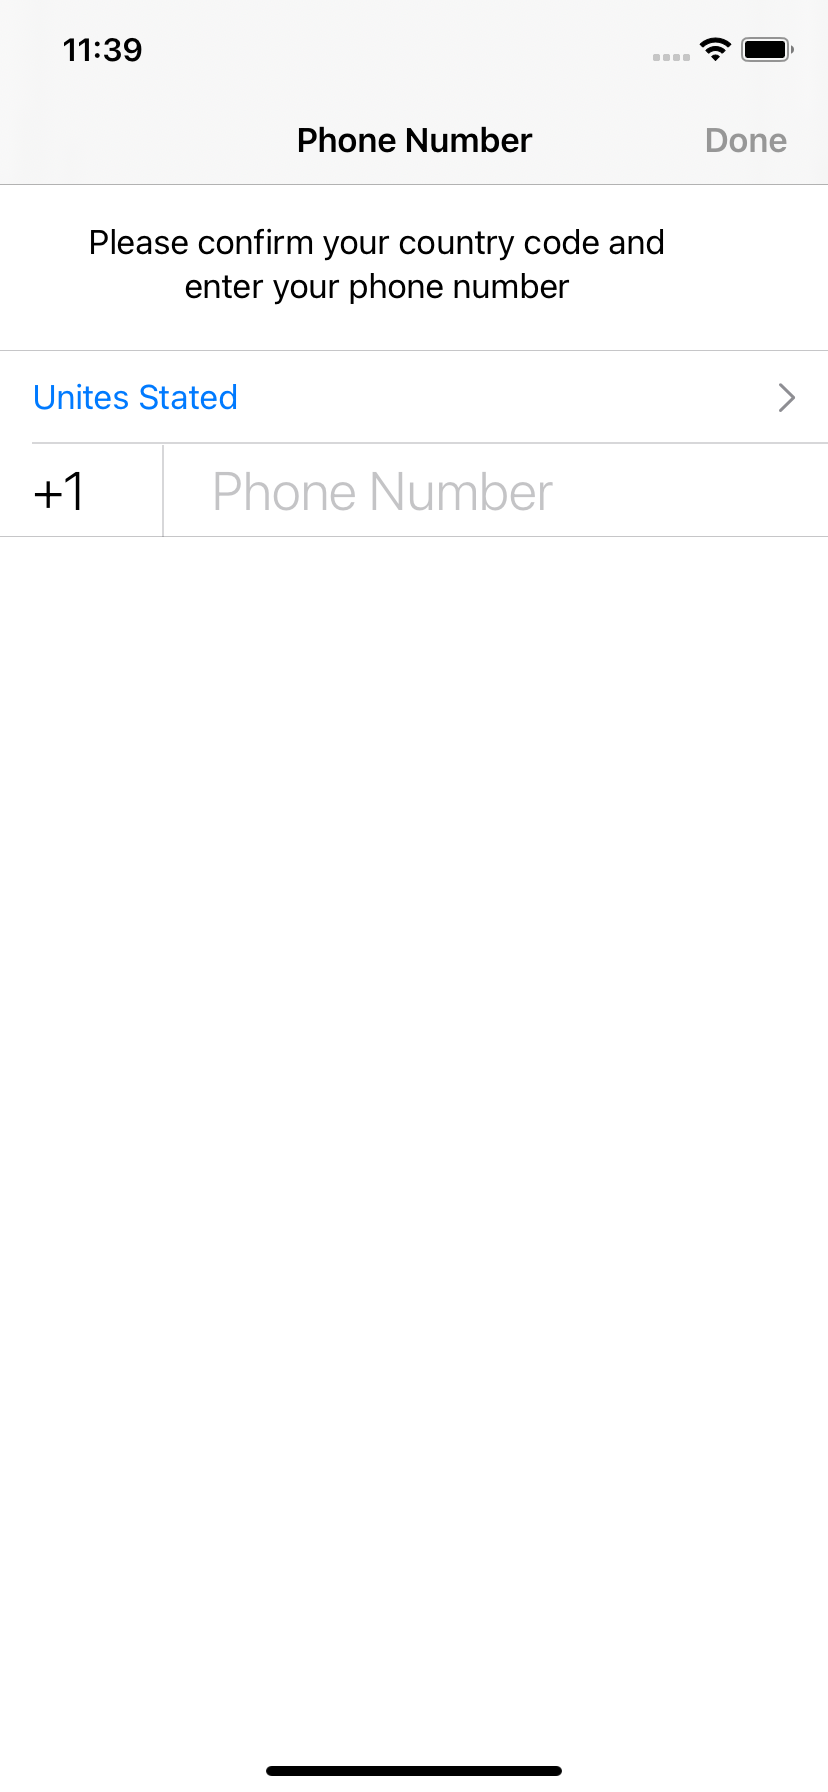 11:39
Phone Number Done
Please confirm your country code and
enter your phone number
Unites Stated
+1 Phone Number